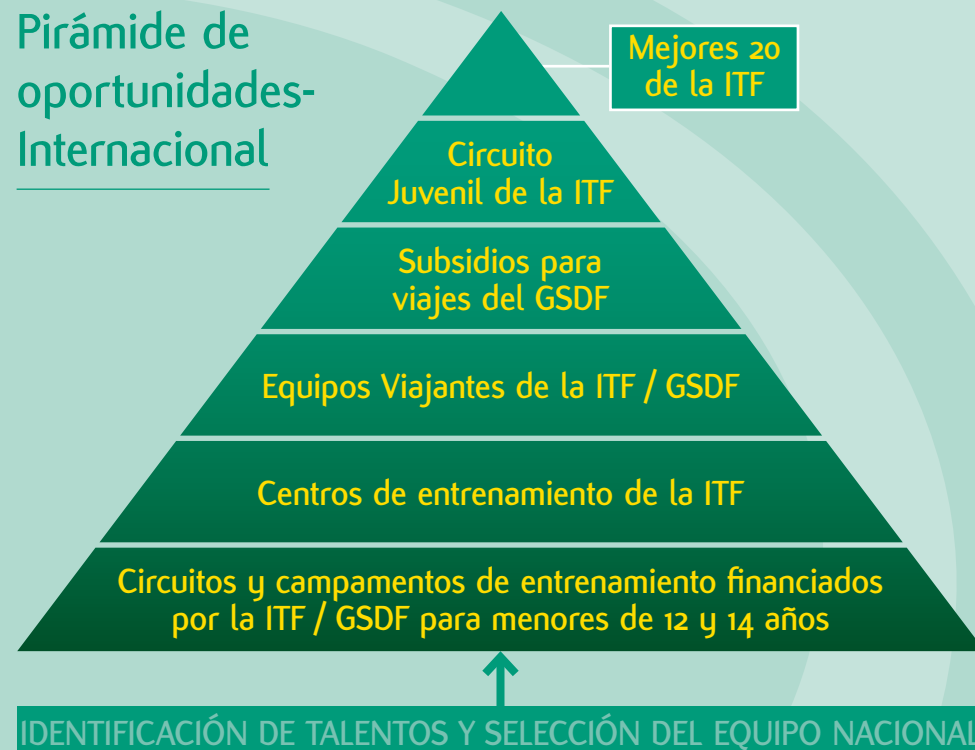 Pirámide de
oportunidades-
Internacional
Mejores 20
de la ITF
Circuito
Juvenil de la ITF
Subsidios para
viajes del GSDF
Equipos Viajantes de la ITF / GSDF
Centros de entrenamiento de la ITF
Circuitos y campamentos de entrenamiento financiados
por la ITF / GSDF para menores de 12 y 14 años
IDENTIFICACIÓN DE TALENTOS Y SELECCIÓN DEL EQUIPO NACIONAL